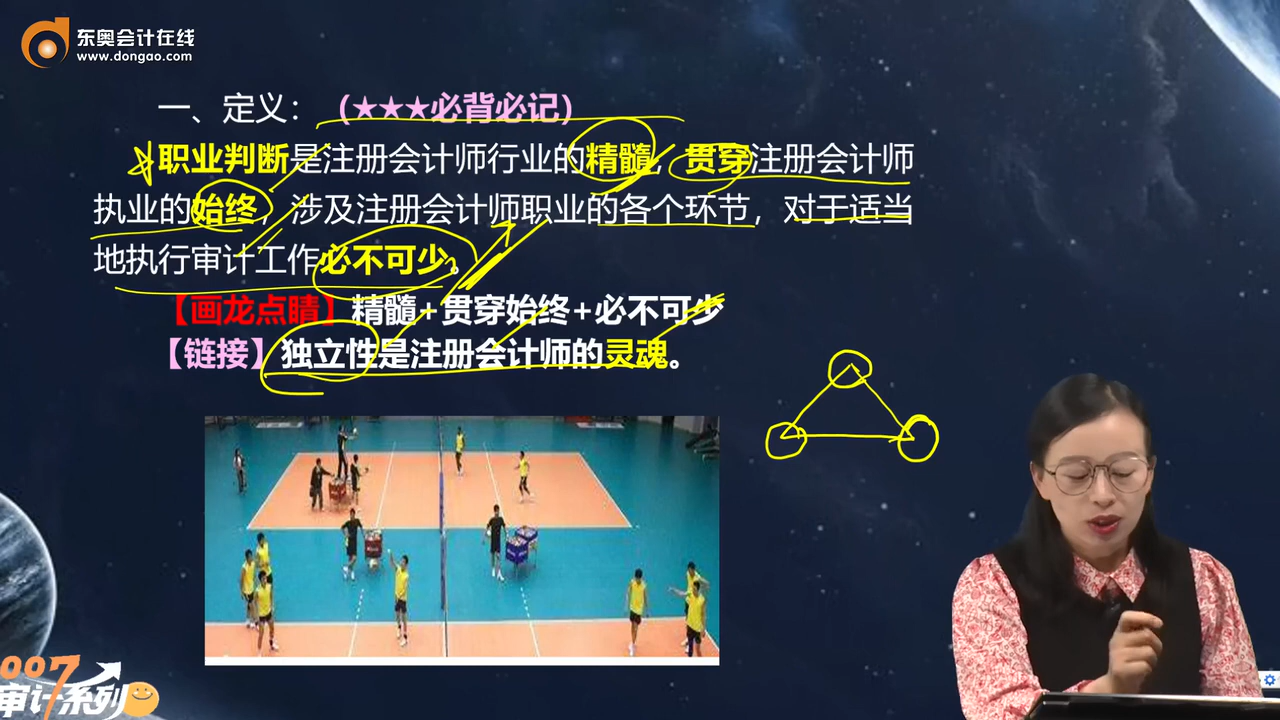 东奥会计在线
www.dongao.com
一、定义：（★★★必背必记）
职业判断是注册会计师行业的精髓，贯穿注册会计师
执业的始终，涉及注册会计师职业的各个环节，对于适当
地执行审计工作必不可少。
【画龙点睛】精髓+贯穿始终+必不可少
【链接】独立性是注册会计师的灵魂。
007
审计系列